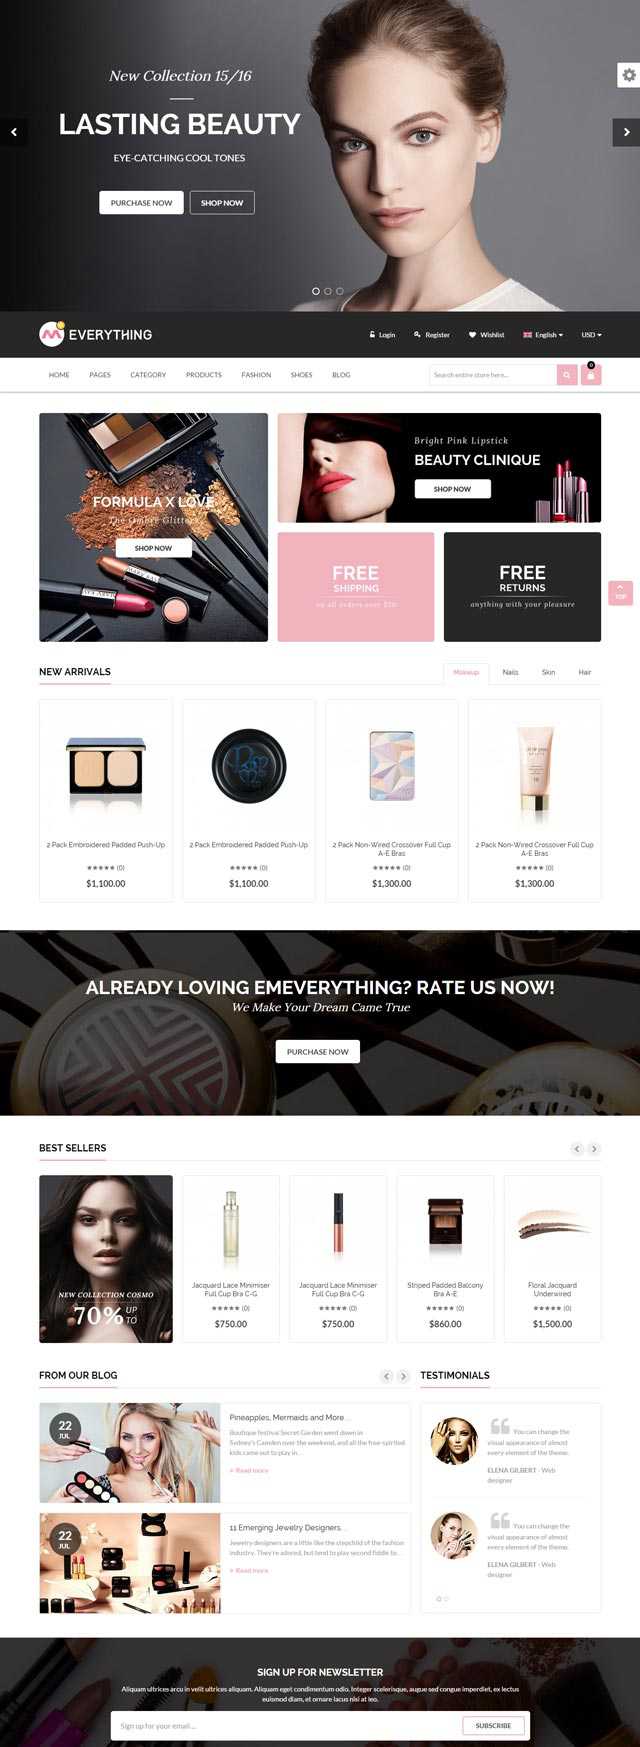 New Collection 15/16
LASTING BEAUTY
EYE-CATCHING COOL TONES
PURCHASE NOW
SHOP NOW
EVERYTHING
Login
Register
Wishlist
English
USD
HOME
PAGES
CATEGORY
PRODUCTS
FASHION
SHOES
BLOG
Search entire store here...
0
FORMULA X LOVE
The Ombre Glitters
SHOP NOW
Bright Pink Lipstick
BEAUTY CLINIQUE
SHOP NOW
FREE
SHIPPING
on all orders over $50
FREE
RETURNS
anything with your pleasure
TOP
NEW ARRIVALS
Makeup
Nails
Skin
Hair
2 Pack Embroidered Padded Push-Up
(0)
$1,100.00
2 Pack Embroidered Padded Push-Up
(0)
$1,100.00
2 Pack Non-Wired Crossover Full Cup
A-E Bras
(0)
$1,300.00
2 Pack Non-Wired Crossover Full Cup
A-E Bras
(0)
$1,300.00
ALREADY LOVING EMEVERYTHING? RATE US NOW!
We Make Your Dream Came True
PURCHASE NOW
BEST SELLERS
NEW COLLECTION COSMO
70% UP
TO
Jacquard Lace Minimiser
Full Cup Bra C-G
(0)
$750.00
Jacquard Lace Minimiser
Full Cup Bra C-G
(0)
$750.00
Striped Padded Balcony
Bra A-E
(0)
$860.00
Floral Jacquard
Underwired
(0)
$1,500.00
FROM OUR BLOG
22
JUL
Pineapples, Mermaids and More...
Boutique festival Secret Garden went down in
Sydney's Camden over the weekend, and all the free-spirited
kids came out to play in...
+ Read more
22
JUL
11 Emerging Jewelry Designers...
Jewelry designers are a little like the stepchild of the fashion
industry. They're adored, but tend to play second fiddle to...
+ Read more
TESTIMONIALS
You can change the
visual appearance of almost
every element of the theme.
ELENA GILBERT - Web
designer
You can change the
visual appearance of almost
every element of the theme.
ELENA GILBERT - Web
designer
SIGN UP FOR NEWSLETTER
Aliquam ultrices arcu in velit ultrices aliquam. Aliquam eget condimentum odio. Integer scelerisque, augue sed congue imperdiet, ex lectus
euismod diam, et ornare lacus nisi at leo.
Sign up for your email ...
SUBSCRIBE